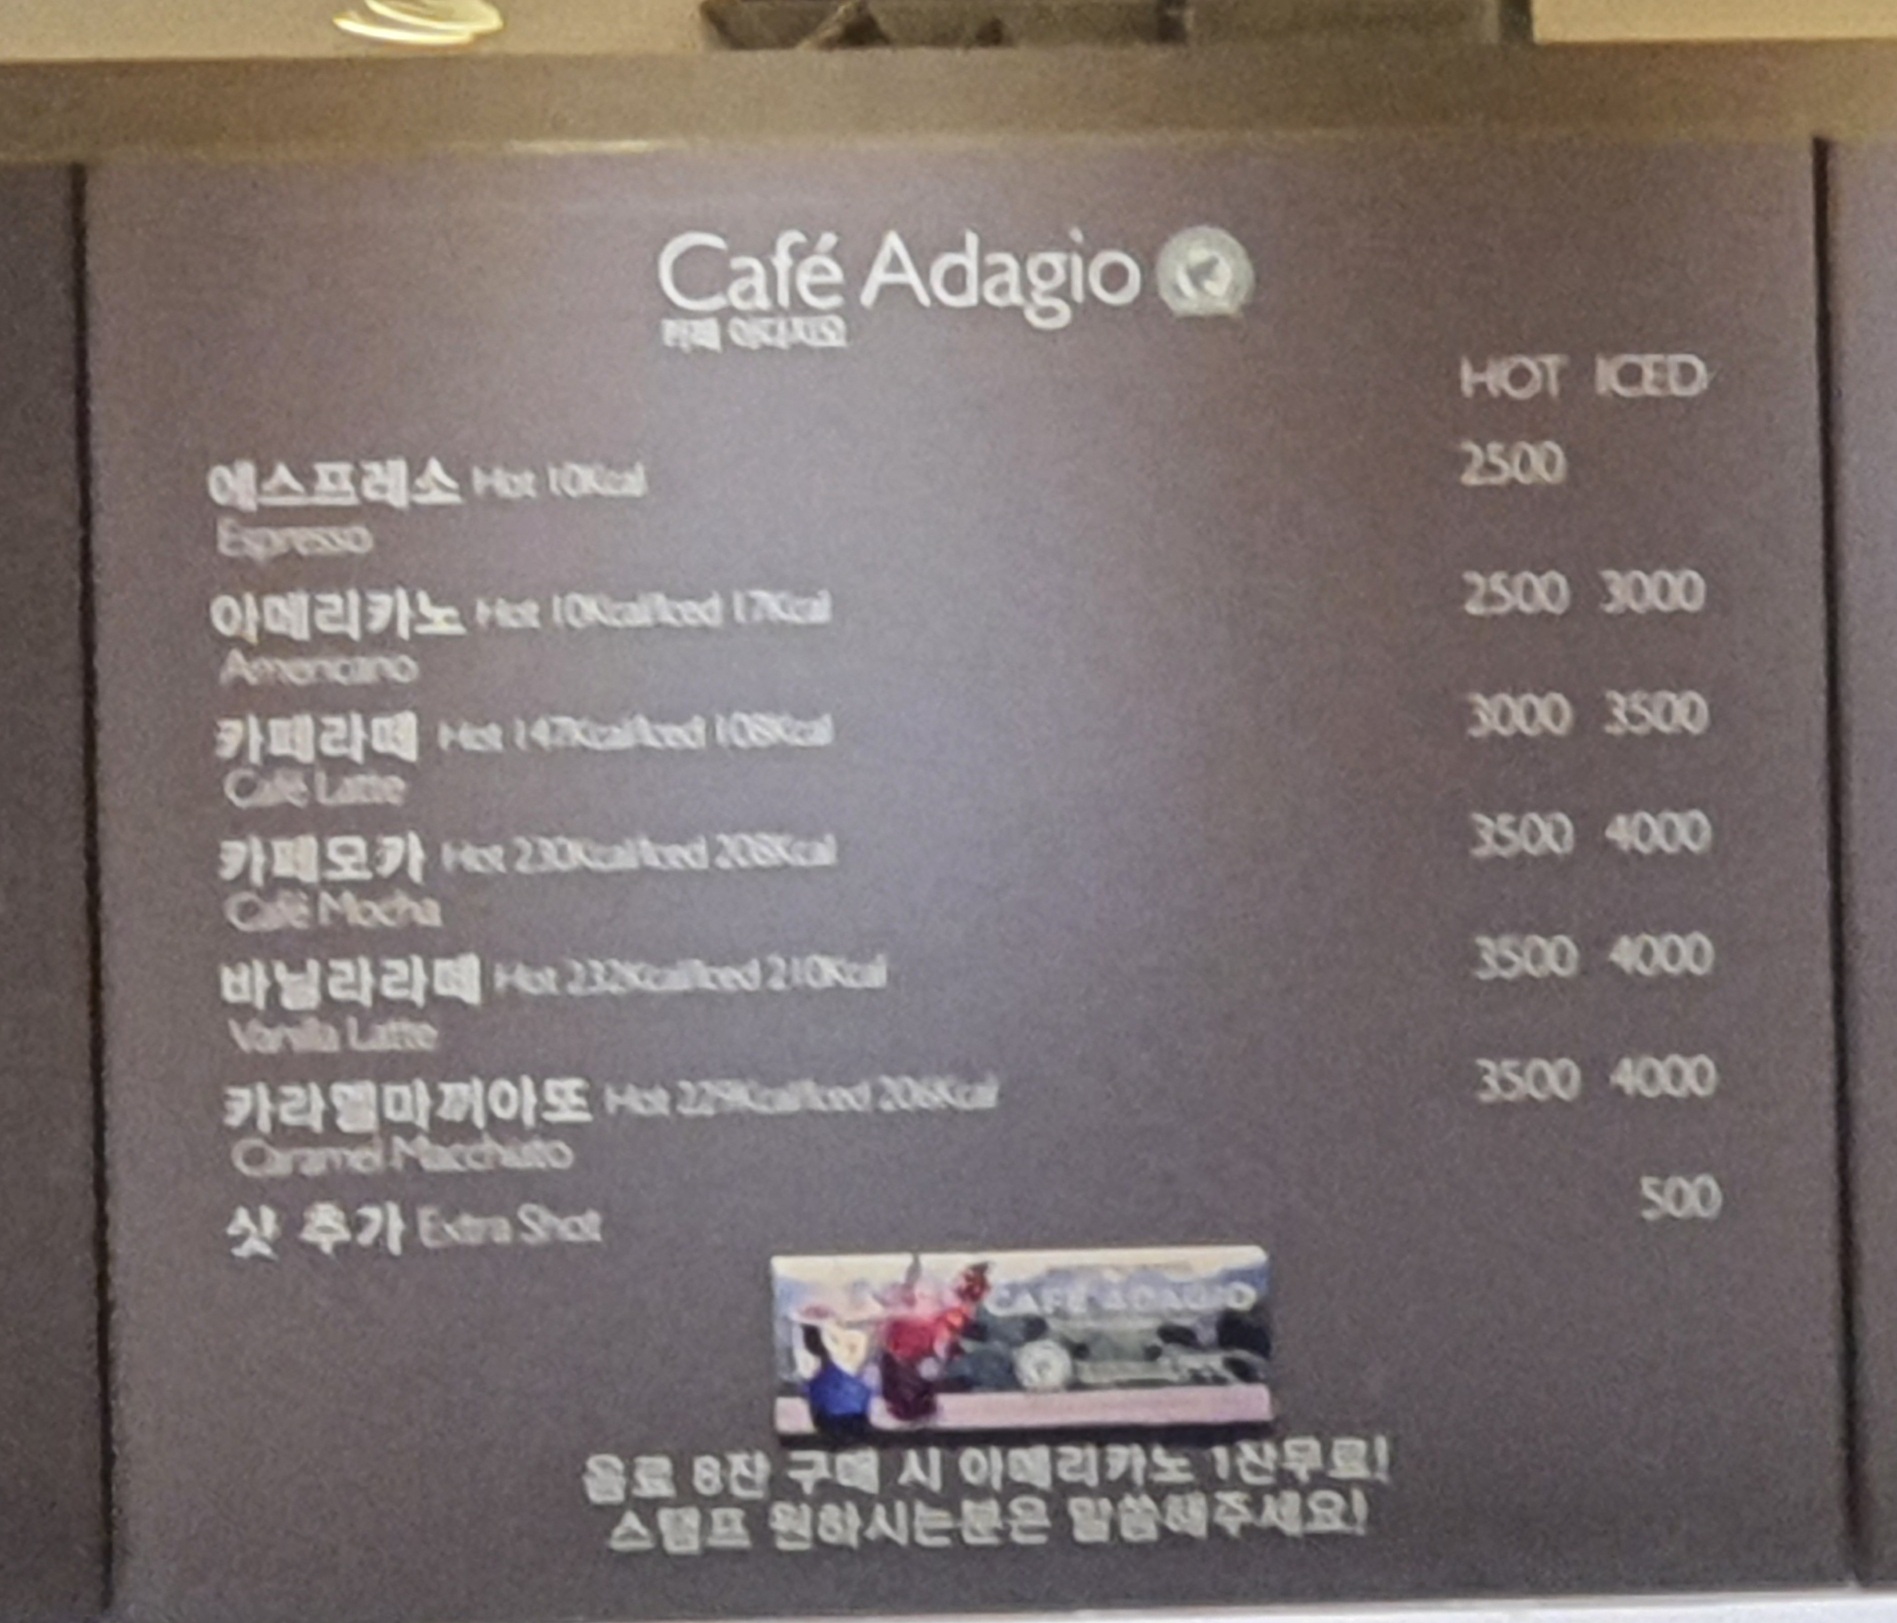 Café Adagio
카페 아다지오
HOT ICED
에스프레소 Hot 10Kcal 2500
Espresso
아메리카노 Hot 10Kcal/Iced 17Kcal 2500 3000
Americano
카페라떼 Hot 147Kcal/Iced 108Kcal 3000 3500
Café Latte
카페모카 Hot 230Kcal/Iced 208Kcal 3500 4000
Café Mocha
바닐라라떼 Hot 232Kcal/Iced 210Kcal 3500 4000
Vanilla Latte
카라멜마끼아또 Hot 229Kcal/Iced 206Kcal 3500 4000
Caramel Macchiato
샷 추가 Extra Shot 500
CAFÉ ADAGIO
음료 8잔 구매 시 아메리카노 1잔무료!
스탬프 원하시는분은 말씀해주세요!